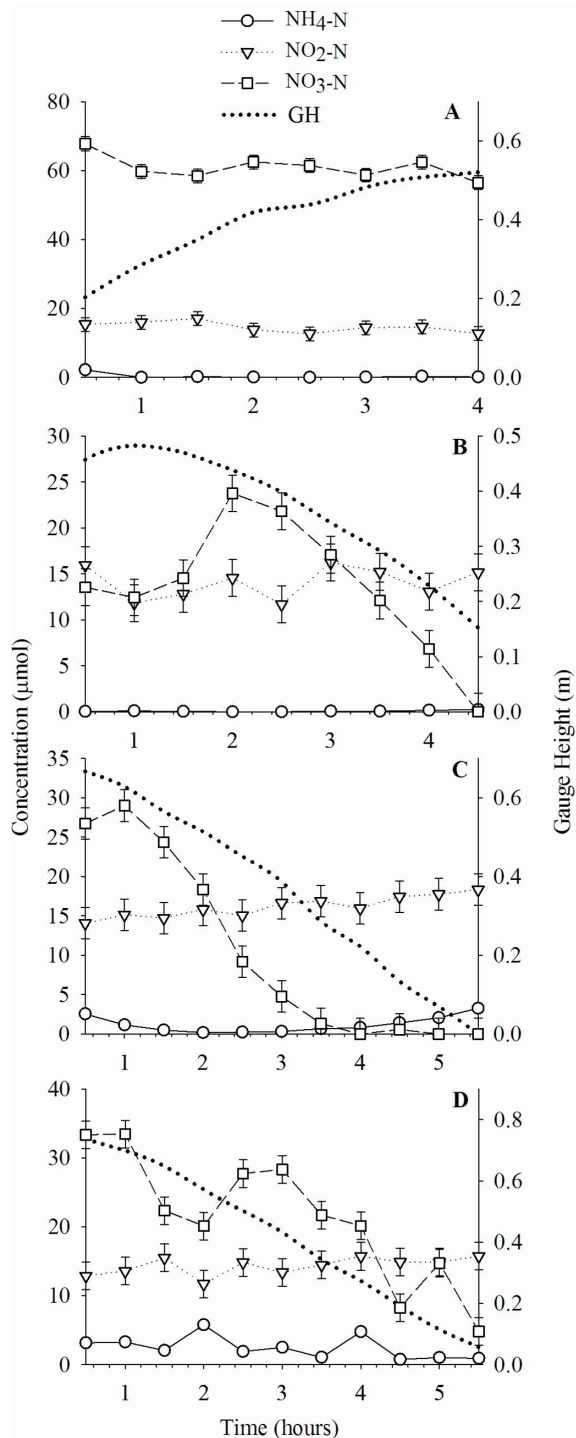 NH4-N
NO2-N
NO3-N
GH
A
80
60
40
20
0
0.6
0.4
0.2
0.0
1 2 3 4
B
30
25
20
15
10
5
0
0.5
0.4
0.3
0.2
0.1
0.0
1 2 3 4
Concentration (μmol)
Gauge Height (m)
C
35
30
25
20
15
10
5
0
0.6
0.4
0.2
0.0
1 2 3 4 5
D
40
30
20
10
0
0.8
0.6
0.4
0.2
0.0
1 2 3 4 5
Time (hours)